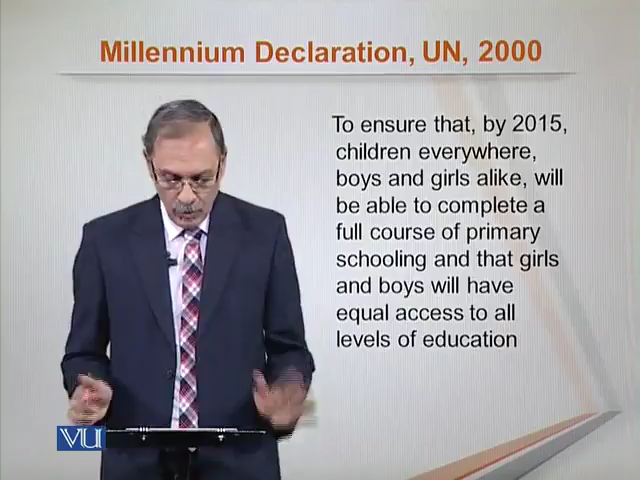 Millennium Declaration, UN, 2000
To ensure that, by 2015,
children everywhere,
boys and girls alike, will
be able to complete a
full course of primary
schooling and that girls
and boys will have
equal access to all
levels of education
VU